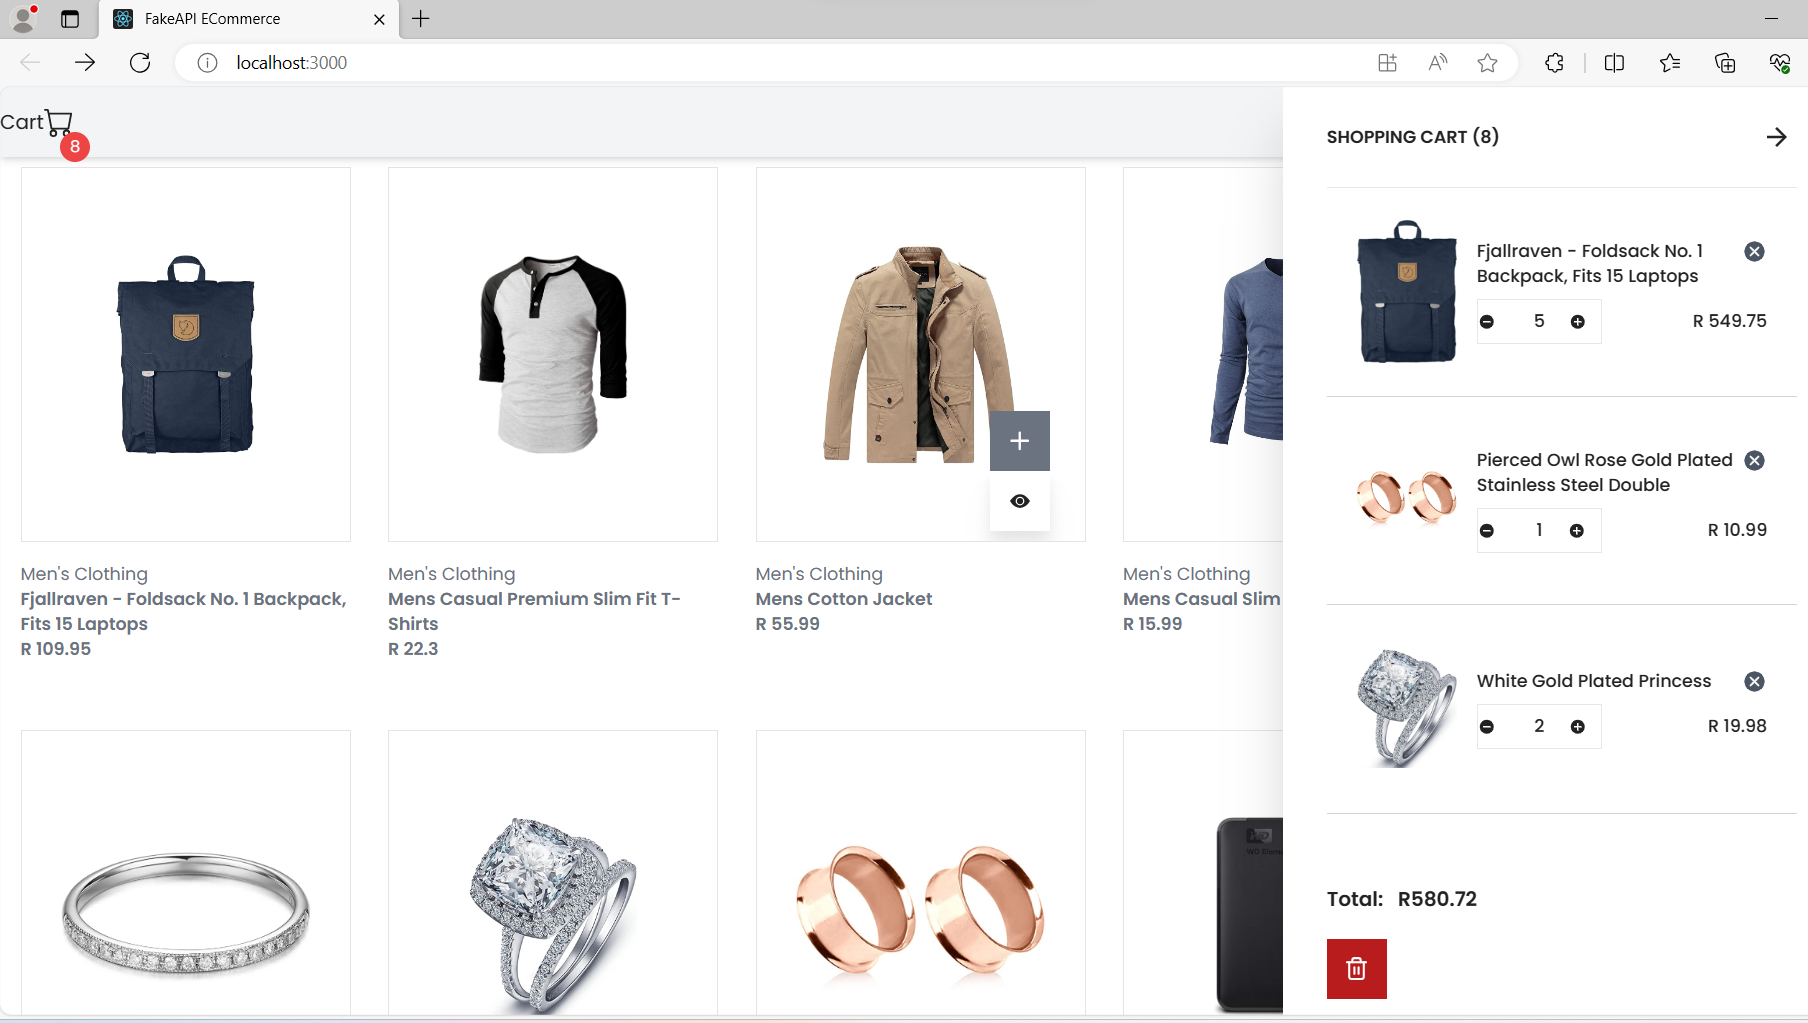 FakeAPI ECommerce
localhost:3000
Cart
8
Men's Clothing
Fjallraven - Foldsack No. 1 Backpack,
Fits 15 Laptops
R 109.95
Men's Clothing
Mens Casual Premium Slim Fit T-
Shirts
R 22.3
Men's Clothing
Mens Cotton Jacket
R 55.99
Men's Clothing
Mens Casual Slim
R 15.99
WD
SHOPPING CART (8)
Fjallraven - Foldsack No. 1
Backpack, Fits 15 Laptops
5
R 549.75
Pierced Owl Rose Gold Plated
Stainless Steel Double
1
R 10.99
White Gold Plated Princess
2
R 19.98
Total: R580.72